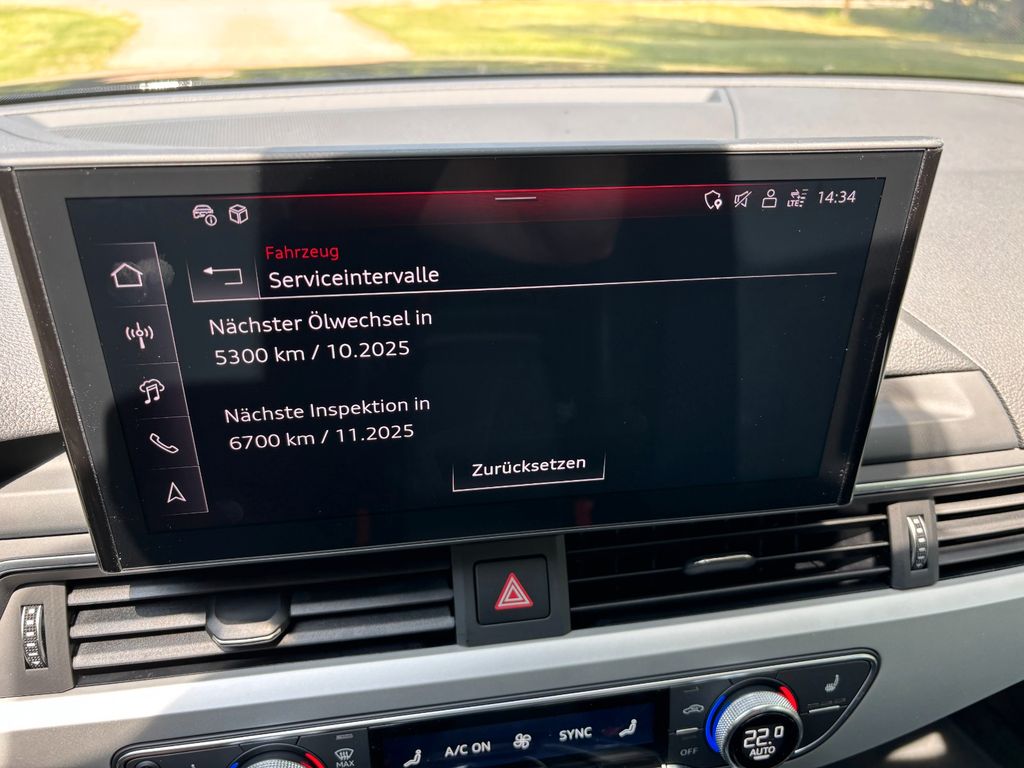 LTE 14:34
Fahrzeug
Serviceintervalle
Nächster Ölwechsel in
5300 km / 10.2025
Nächste Inspektion in
6700 km / 11.2025
Zurücksetzen
MAX
A/C ON
SYNC
OFF
22.0
AUTO